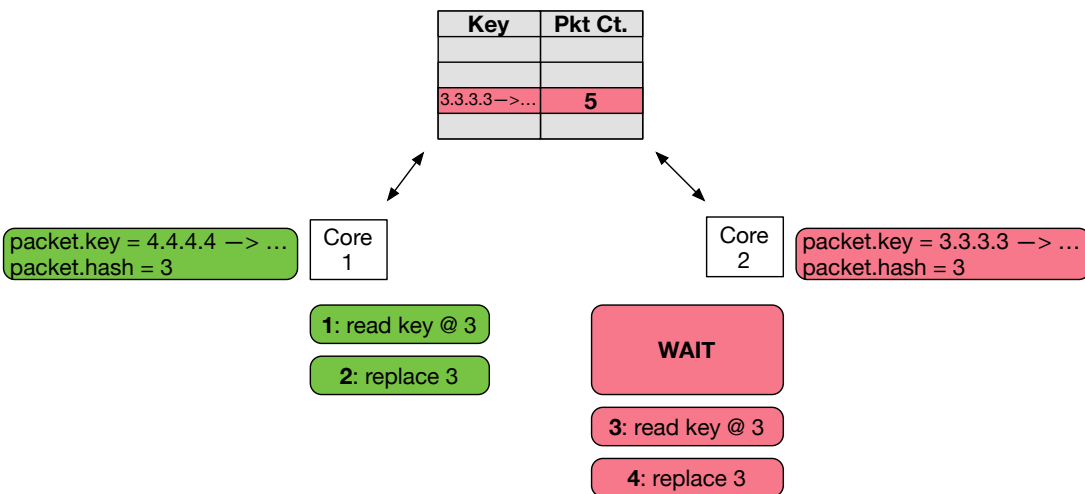 Key Pkt Ct.
3.3.3.3—>... 5
packet.key = 4.4.4.4 —> ...
packet.hash = 3
Core
1
Core
2
packet.key = 3.3.3.3 —> ...
packet.hash = 3
1: read key @ 3
2: replace 3
WAIT
3: read key @ 3
4: replace 3